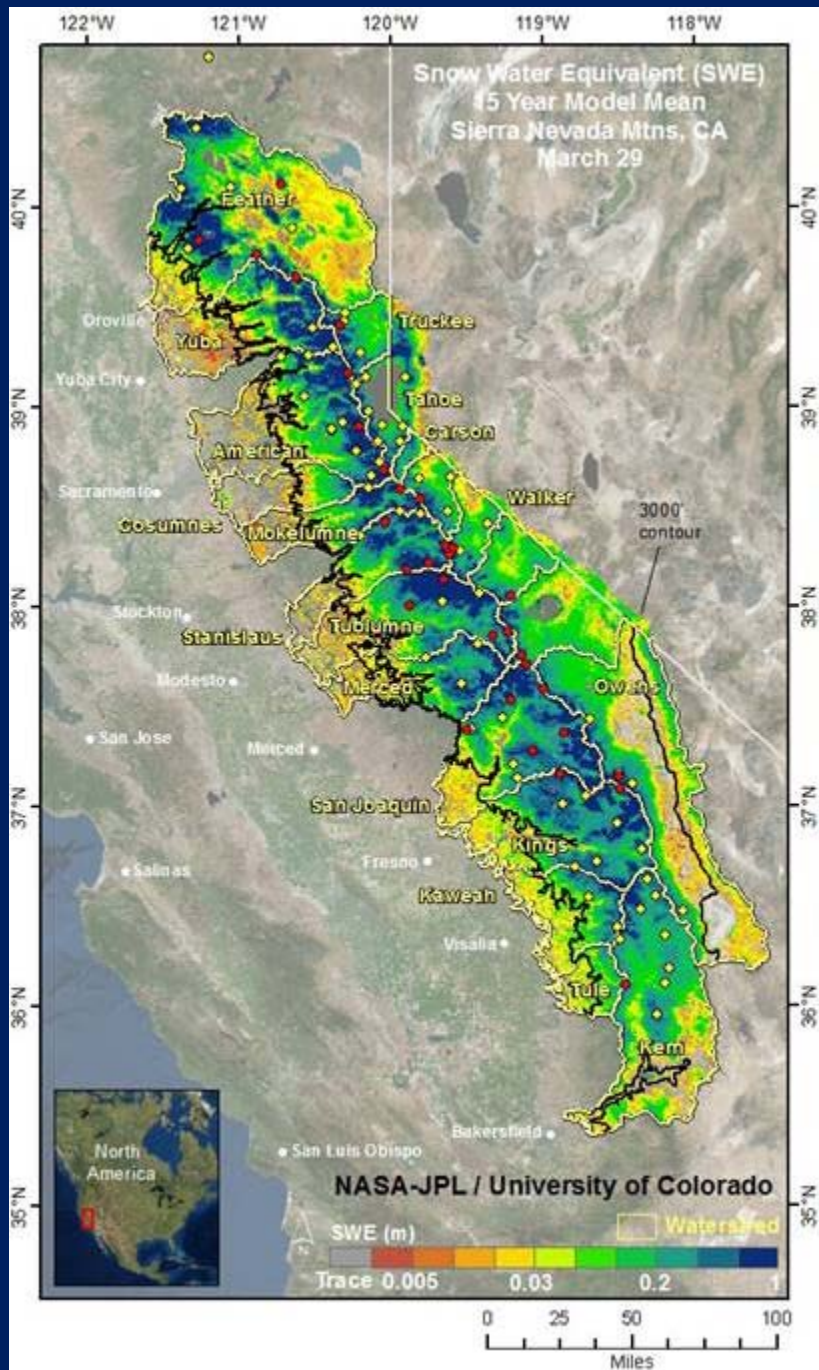 122°W
121°W
120°W
119°W
118°W
Snow Water Equivalent (SWE)
15 Year Model Mean
Sierra Nevada Mtns, CA
March 29
40°N
40°N
Feather
Oroville
Truckee
Yuba
Yuba City
39°N
39°N
Tahoe
Carson
American
Sacramento
Walker
3000'
contour
Cosumnes
Mokelumne
38°N
38°N
Stockton
Stanislaus
Tuolumne
Modesto
Merced
Owens
San Jose
Merced
37°N
37°N
San Joaquin
Kings
Fresno
Salinas
Kaweah
Visalia
36°N
36°N
Tule
Kern
Bakersfield
San Luis Obispo
North
America
35°N
35°N
NASA-JPL / University of Colorado
SWE (m)
Watershed
N
Trace 0.005 0.03 0.2 1
0 25 50 100
Miles